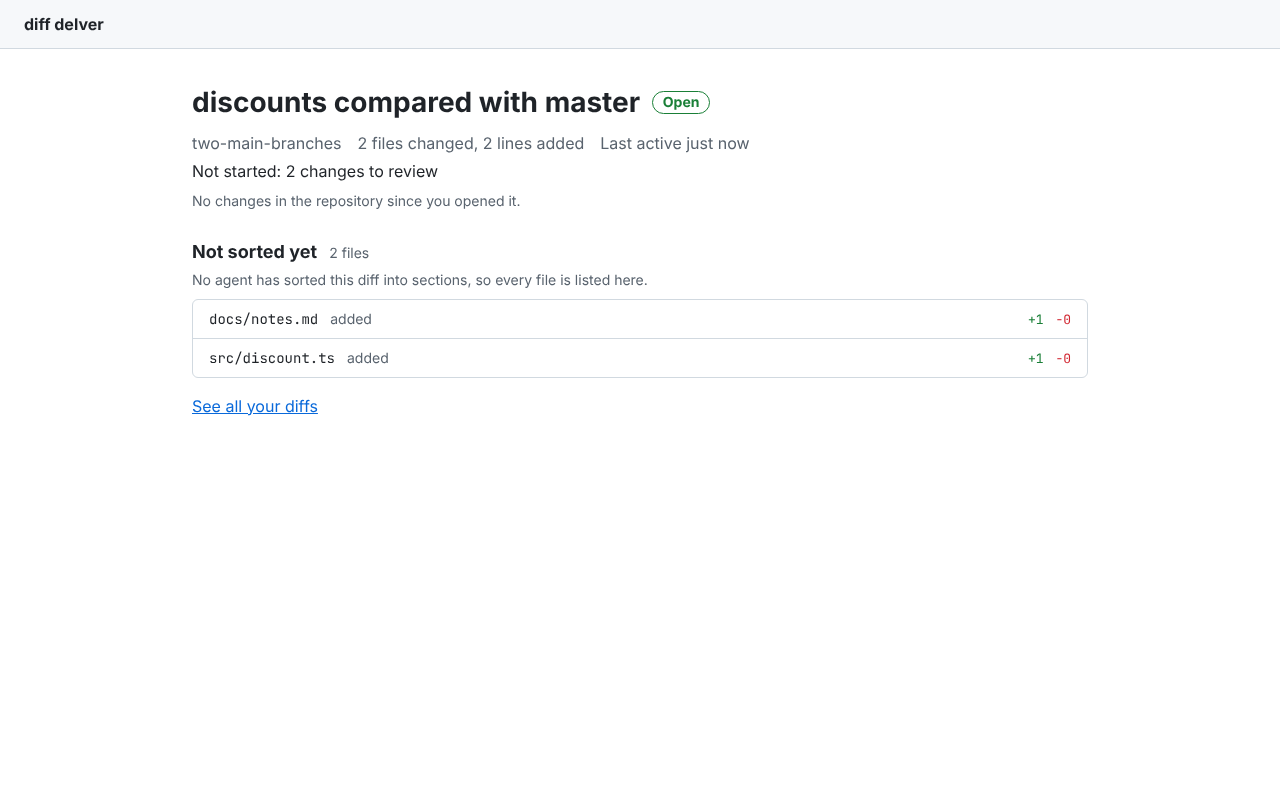 diff delver
discounts compared with master Open
two-main-branches 2 files changed, 2 lines added Last active just now
Not started: 2 changes to review
No changes in the repository since you opened it.
Not sorted yet 2 files
No agent has sorted this diff into sections, so every file is listed here.
docs/notes.md added +1 -0
src/discount.ts added +1 -0
See all your diffs